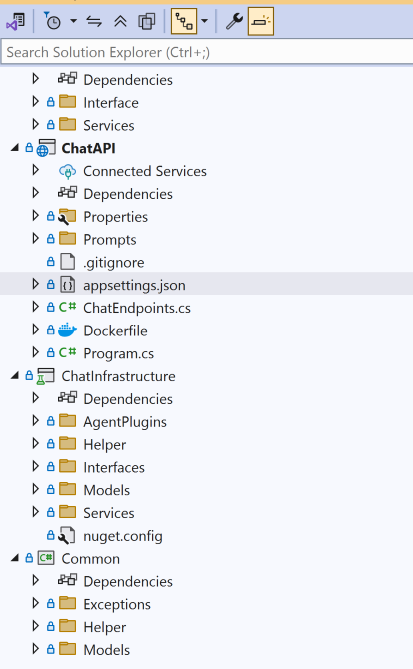 Search Solution Explorer (Ctrl+;)
Dependencies
Interface
Services
ChatAPI
Connected Services
Dependencies
Properties
Prompts
.gitignore
appsettings.json
C# ChatEndpoints.cs
Dockerfile
C# Program.cs
ChatInfrastructure
Dependencies
AgentPlugins
Helper
Interfaces
Models
Services
nuget.config
C# Common
Dependencies
Exceptions
Helper
Models